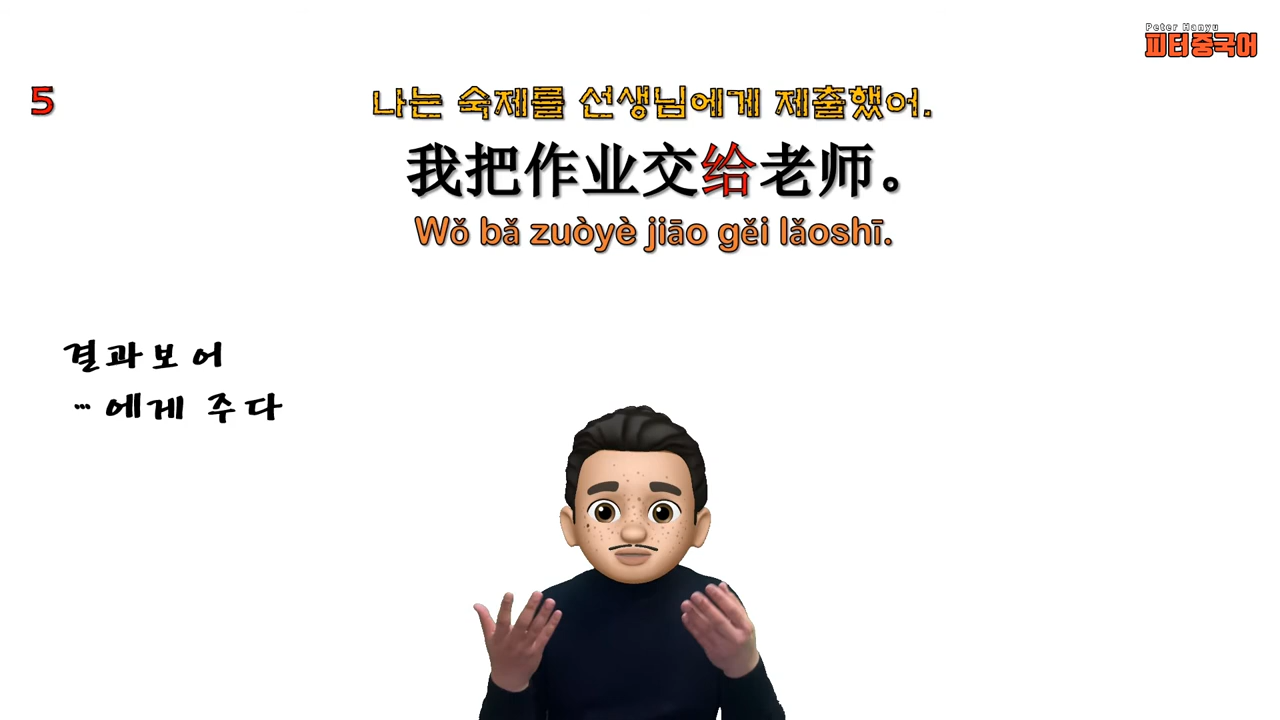 Peter Hanyu
피터 중국어
5
나는 숙제를 선생님에게 제출했어.
我把作业交给老师。
Wǒ bǎ zuòyè jiāo gěi lǎoshī.
결과보어
… 에게 주다